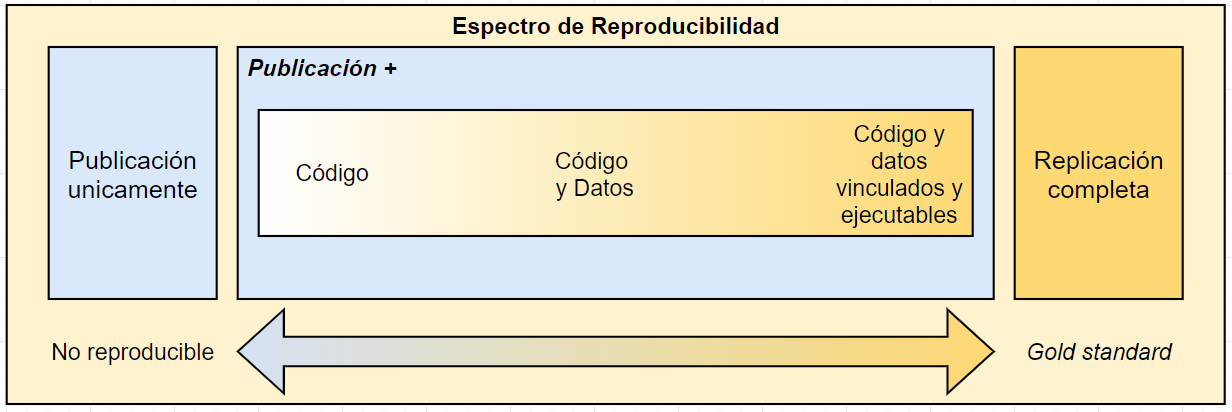 Espectro de Reproducibilidad
Publicación
unicamente
Publicación +
Código
Código
y Datos
Código y
datos
vinculados y
ejecutables
Replicación
completa
No reproducible
Gold standard